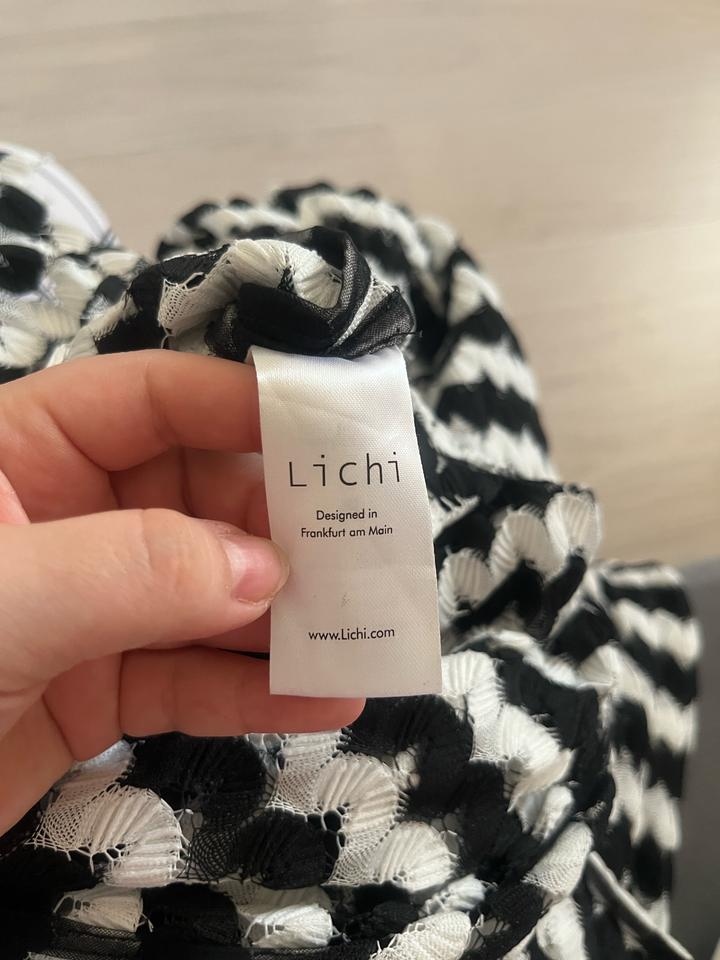 Lichi
Designed in
Frankfurt am Main
www.Lichi.com